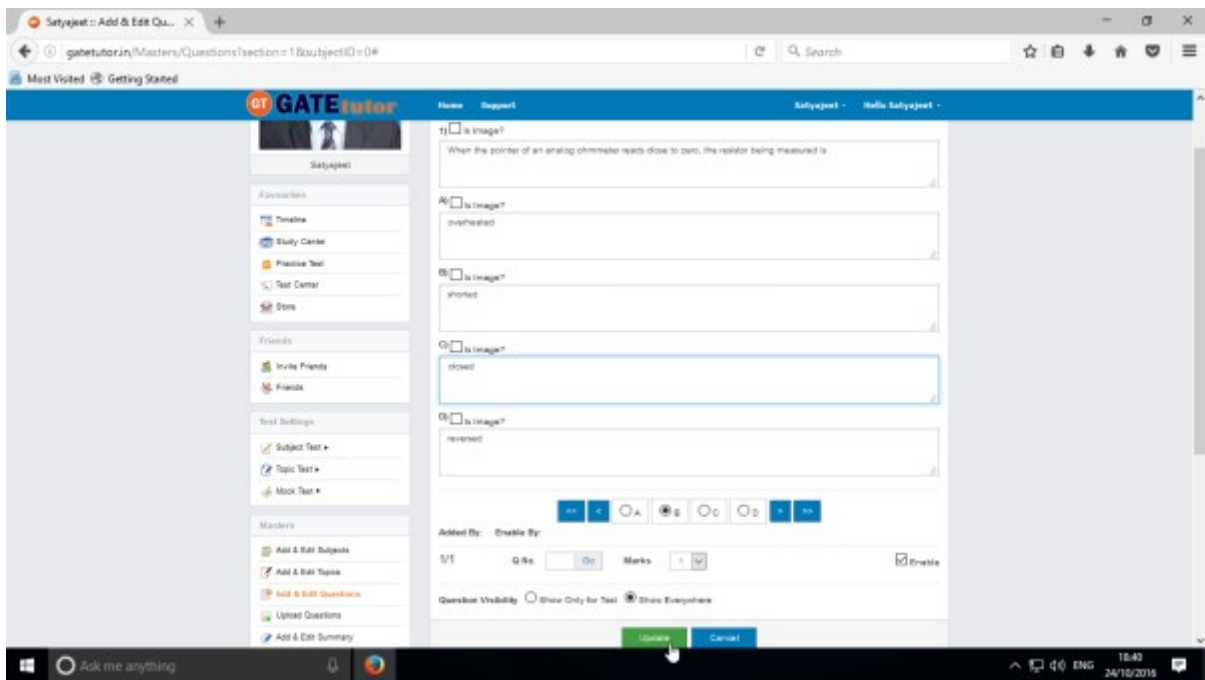 Satyajeet :: Add & Edit Qu...
gatetutor.in/Masters/Questions?section=1&subjectID=0#
Search
Most Visited Getting Started
GT GATEtutor Home Support Satyajeet Hello Satyajeet
Satyajeet
Favourites
Timeline
Study Center
Practice Test
Test Center
Store
Friends
Invite Friends
Friends
Test Settings
Subject Test
Topic Test
Mock Test
Masters
Add & Edit Subjects
Add & Edit Topics
Add & Edit Questions
Upload Questions
Add & Edit Summary
1) Is Image?
When the pointer of an analog ohmmeter reads close to zero, the resistor being measured is
A) Is Image?
overheated
B) Is Image?
shorted
C) Is Image?
closed
D) Is Image?
reversed
<< < A B C D > >>
Added By: Enable By:
1/1 Q No. Go Marks 1 Enable
Question Visibility Show Only for Test Show Everywhere
Update Cancel
Ask me anything
ENG
18:40
24/10/2016